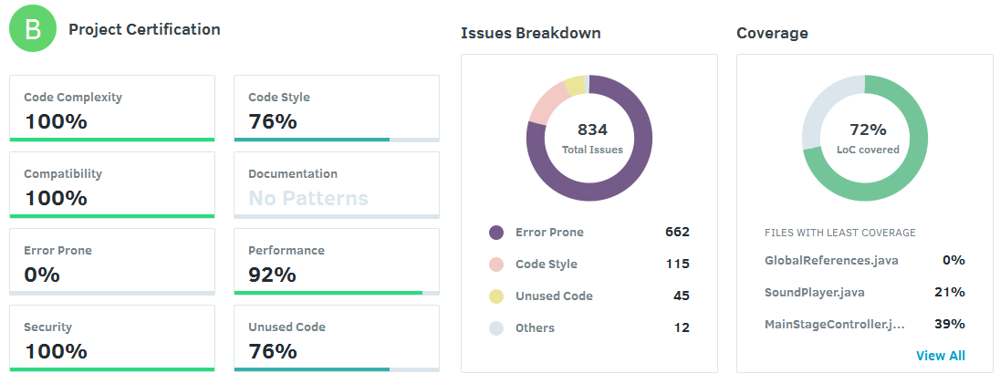 B
Project Certification
Code Complexity
100%
Code Style
76%
Compatibility
100%
Documentation
No Patterns
Error Prone
0%
Performance
92%
Security
100%
Unused Code
76%
Issues Breakdown
834
Total Issues
Error Prone 662
Code Style 115
Unused Code 45
Others 12
Coverage
72%
LoC covered
FILES WITH LEAST COVERAGE
GlobalReferences.java 0%
SoundPlayer.java 21%
MainStageController.j... 39%
View All